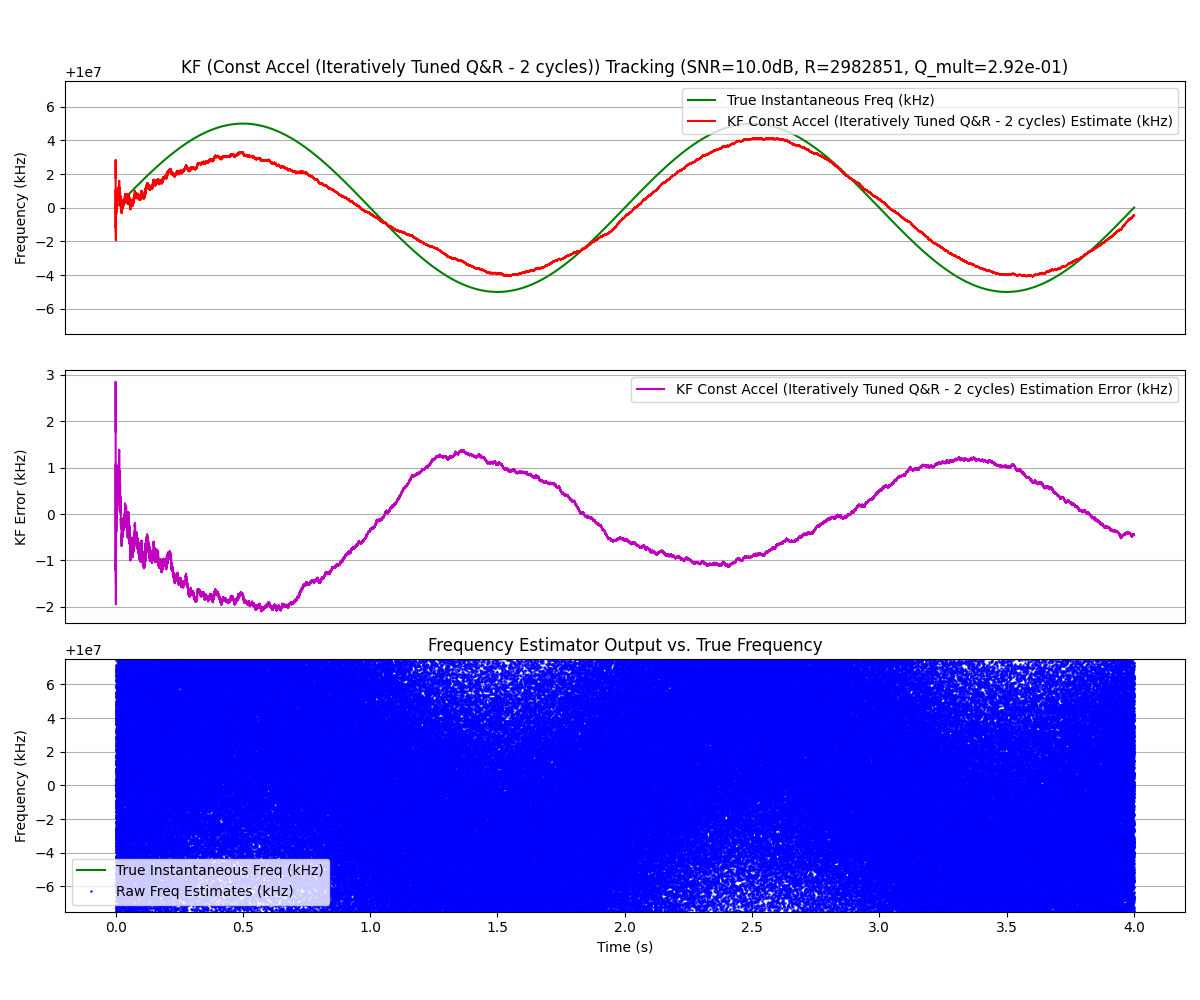 KF (Const Accel (Iteratively Tuned Q&R - 2 cycles)) Tracking (SNR=10.0dB, R=2982851, Q_mult=2.92e-01)
+1e7
True Instantaneous Freq (kHz)
KF Const Accel (Iteratively Tuned Q&R - 2 cycles) Estimate (kHz)
Frequency (kHz)
6
4
2
0
−2
−4
−6
KF Const Accel (Iteratively Tuned Q&R - 2 cycles) Estimation Error (kHz)
KF Error (kHz)
3
2
1
0
−1
−2
Frequency Estimator Output vs. True Frequency
+1e7
Frequency (kHz)
6
4
2
0
−2
−4
−6
True Instantaneous Freq (kHz)
Raw Freq Estimates (kHz)
0.0 0.5 1.0 1.5 2.0 2.5 3.0 3.5 4.0
Time (s)